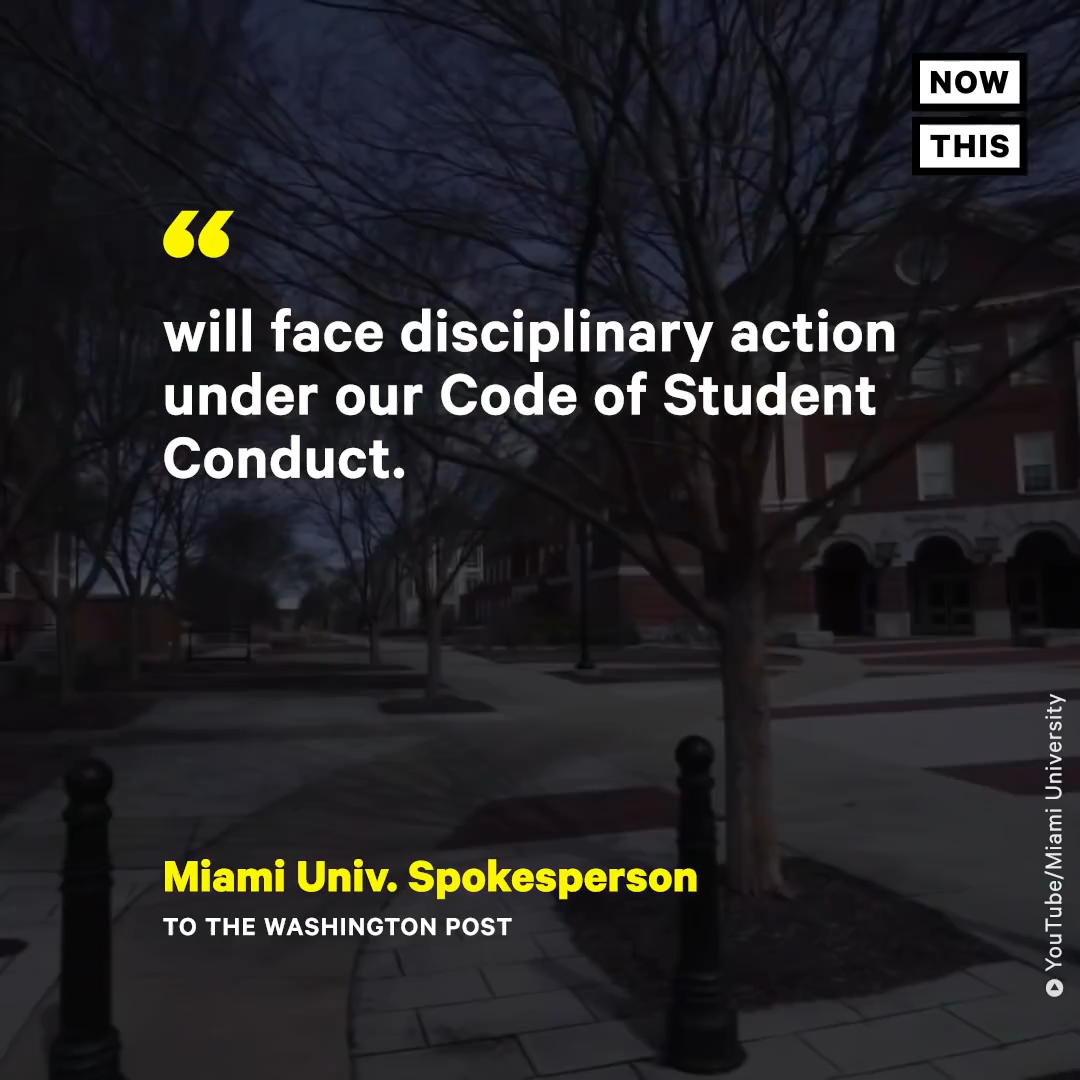 NOW
THIS
“
will face disciplinary action
under our Code of Student
Conduct.
Miami Univ. Spokesperson
TO THE WASHINGTON POST
YouTube/Miami University